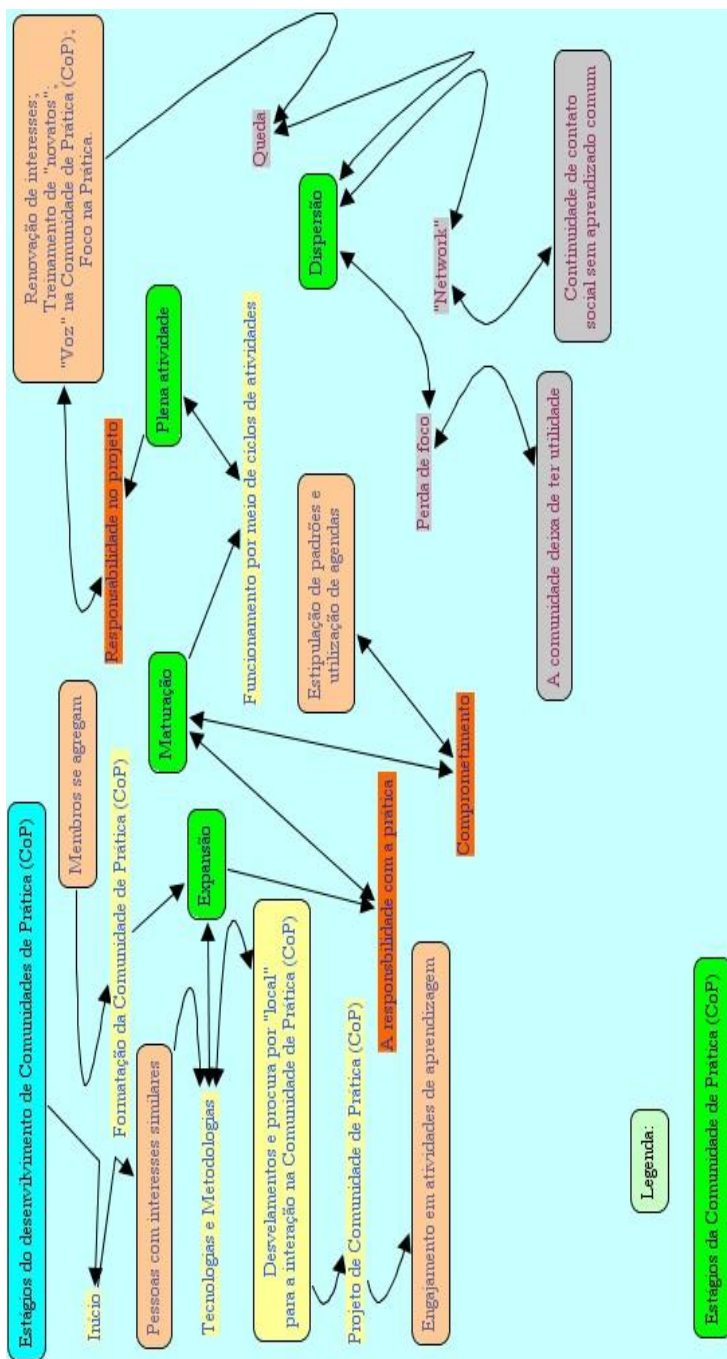 Estágios do desenvilvimento de Comunidades de Prática (CoP)
Início
Membros se agregam
Formatação da Comunidade de Prática (CoP)
Pessoas com interesses similares
Tecnologias e Metodologias
Expansão
Desvelamentos e procura por "local"
para a interação na Comunidade de Prática (CoP)
Projeto de Comunidade de Prática (CoP)
Engajamento em atividades de aprendizagem
A responsbilidade com a prática
Maturação
Comprometimento
Estipulação de padrões e
utilização de agendas
Funcionamento por meio de ciclos de atividades
Plena atividade
Responsabilidade no projeto
Renovação de interesses;
Treinamento de "novatos";
"Voz" na Comunidade de Prática (CoP);
Foco na Prática.
Queda
Dispersão
"Network"
Continuidade de contato
social sem aprendizado comum
Perda de foco
A comunidade deixa de ter utilidade
Legenda:
Estágios da Comunidade de Prática (CoP)